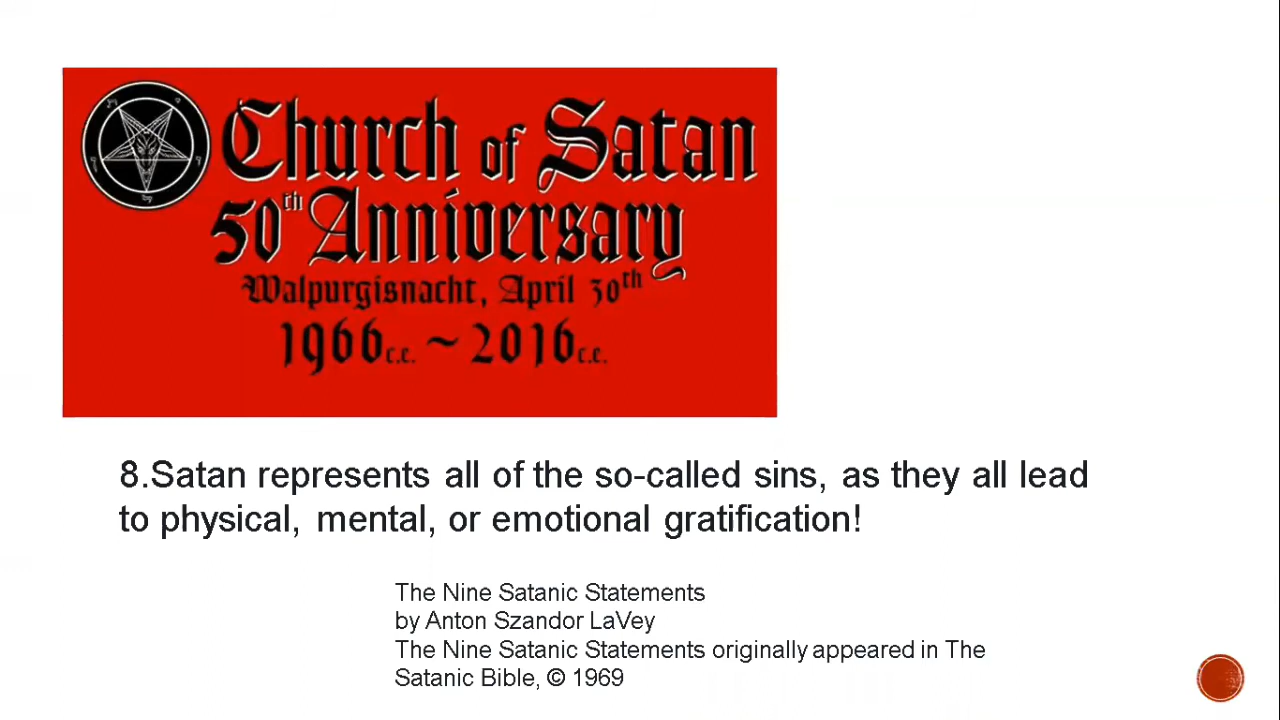 Church of Satan
50th Anniversary
Walpurgisnacht, April 30th
1966c.e. ~ 2016c.e.
8.Satan represents all of the so-called sins, as they all lead
to physical, mental, or emotional gratification!
The Nine Satanic Statements
by Anton Szandor LaVey
The Nine Satanic Statements originally appeared in The
Satanic Bible, © 1969